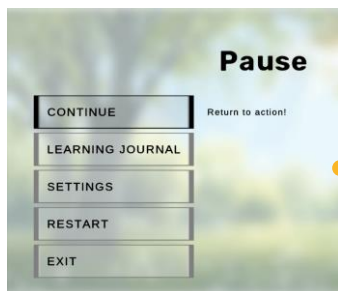 Pause
CONTINUE
Return to action!
LEARNING JOURNAL
SETTINGS
RESTART
EXIT